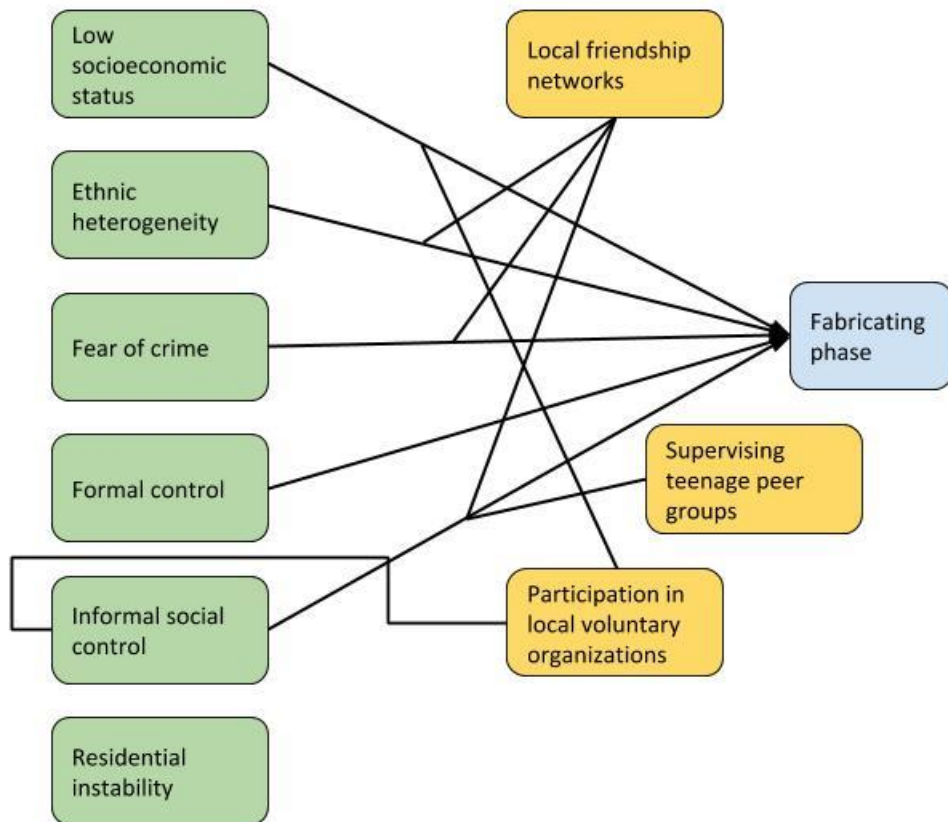 Low
socioeconomic
status
Local friendship
networks
Ethnic
heterogeneity
Fear of crime
Fabricating
phase
Formal control
Supervising
teenage peer
groups
Informal social
control
Participation in
local voluntary
organizations
Residential
instability